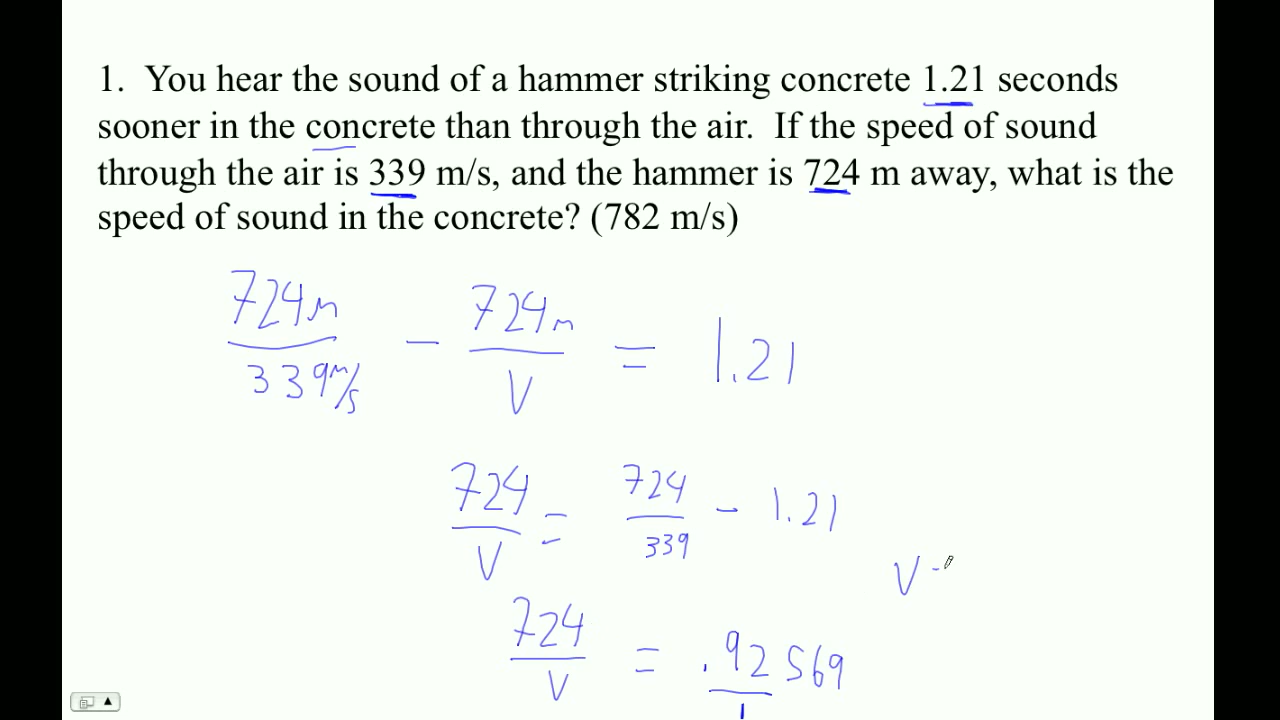 1. You hear the sound of a hammer striking concrete 1.21 seconds
sooner in the concrete than through the air. If the speed of sound
through the air is 339 m/s, and the hammer is 724 m away, what is the
speed of sound in the concrete? (782 m/s)
724m/339m/s - 724m/V = 1.21
724/V = 724/339 - 1.21
V =
724/V = .92569/1